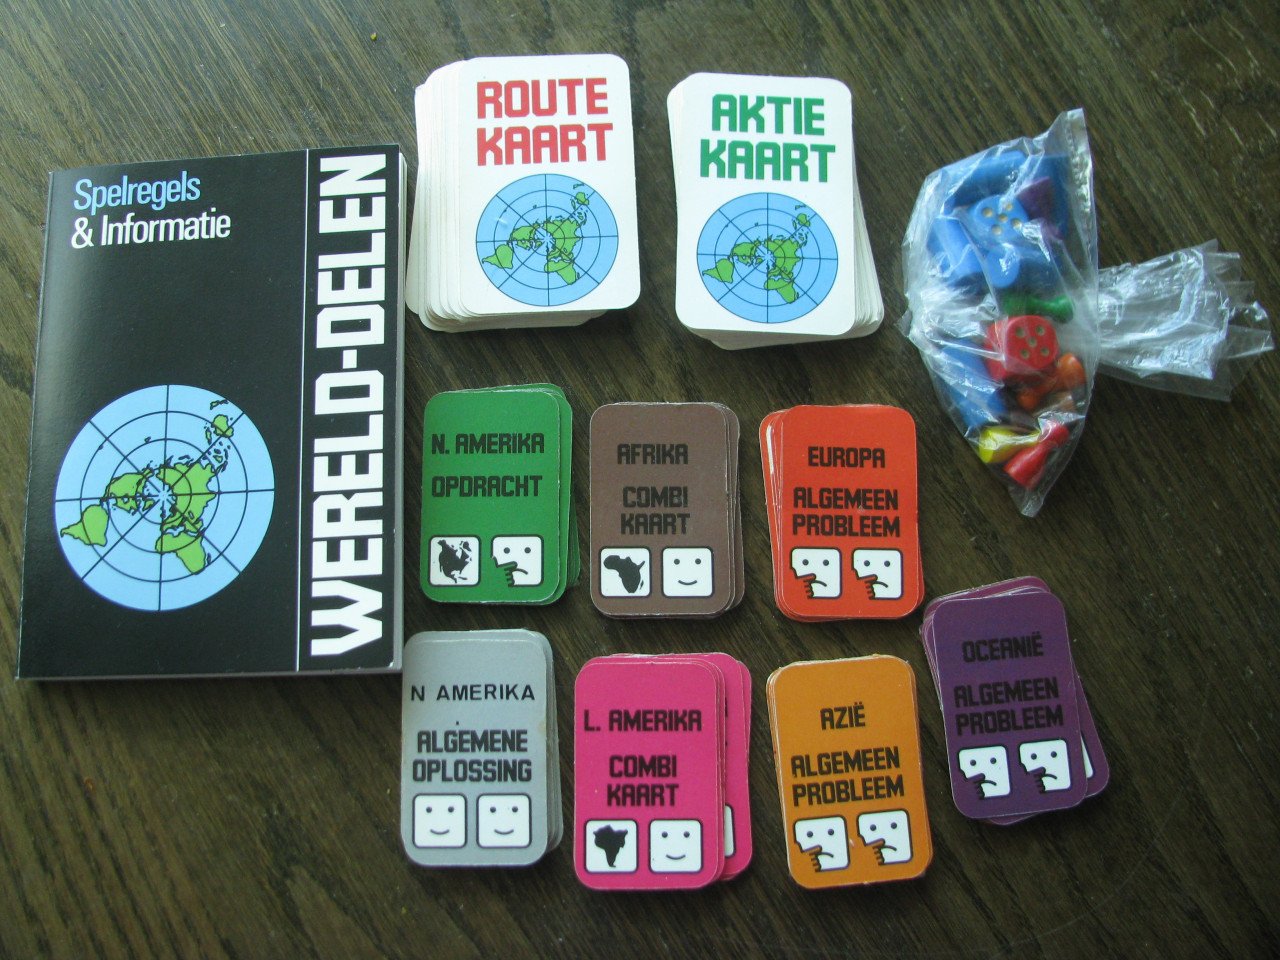 Spelregels
& Informatie
WERELD-DELEN
ROUTE
KAART
AKTIE
KAART
N. AMERIKA
OPDRACHT
AFRIKA
COMBI
KAART
EUROPA
ALGEMEEN
PROBLEEM
N AMERIKA
ALGEMENE
OPLOSSING
L. AMERIKA
COMBI
KAART
AZIË
ALGEMEEN
PROBLEEM
OCEANIË
ALGEMEEN
PROBLEEM